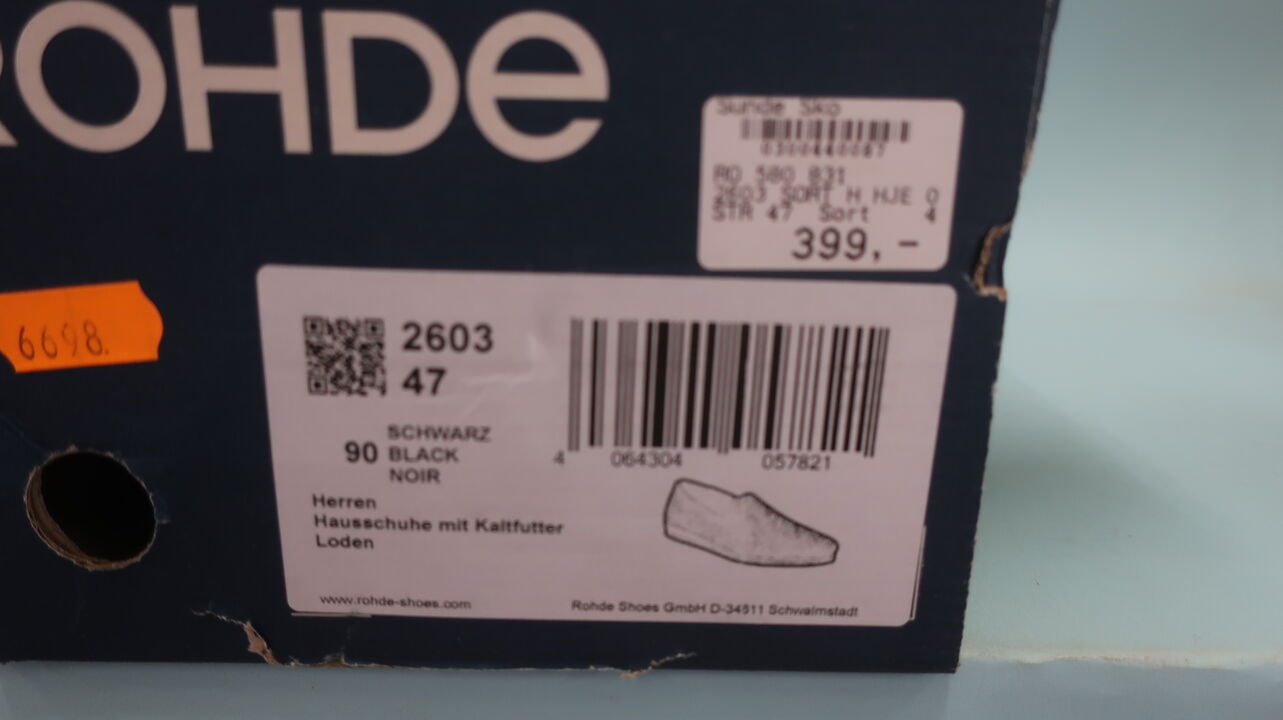 ROHDe
Sunde Sko
0300440087
RO 580 831
2603 SORT H HJE 0
STR 47 Sort 4
399,-
6698.
2603
47
90
SCHWARZ
BLACK
NOIR
4 064304 057821
Herren
Hausschuhe mit Kaltfutter
Loden
www.rohde-shoes.com
Rohde Shoes GmbH D-34611 Schwalmstadt